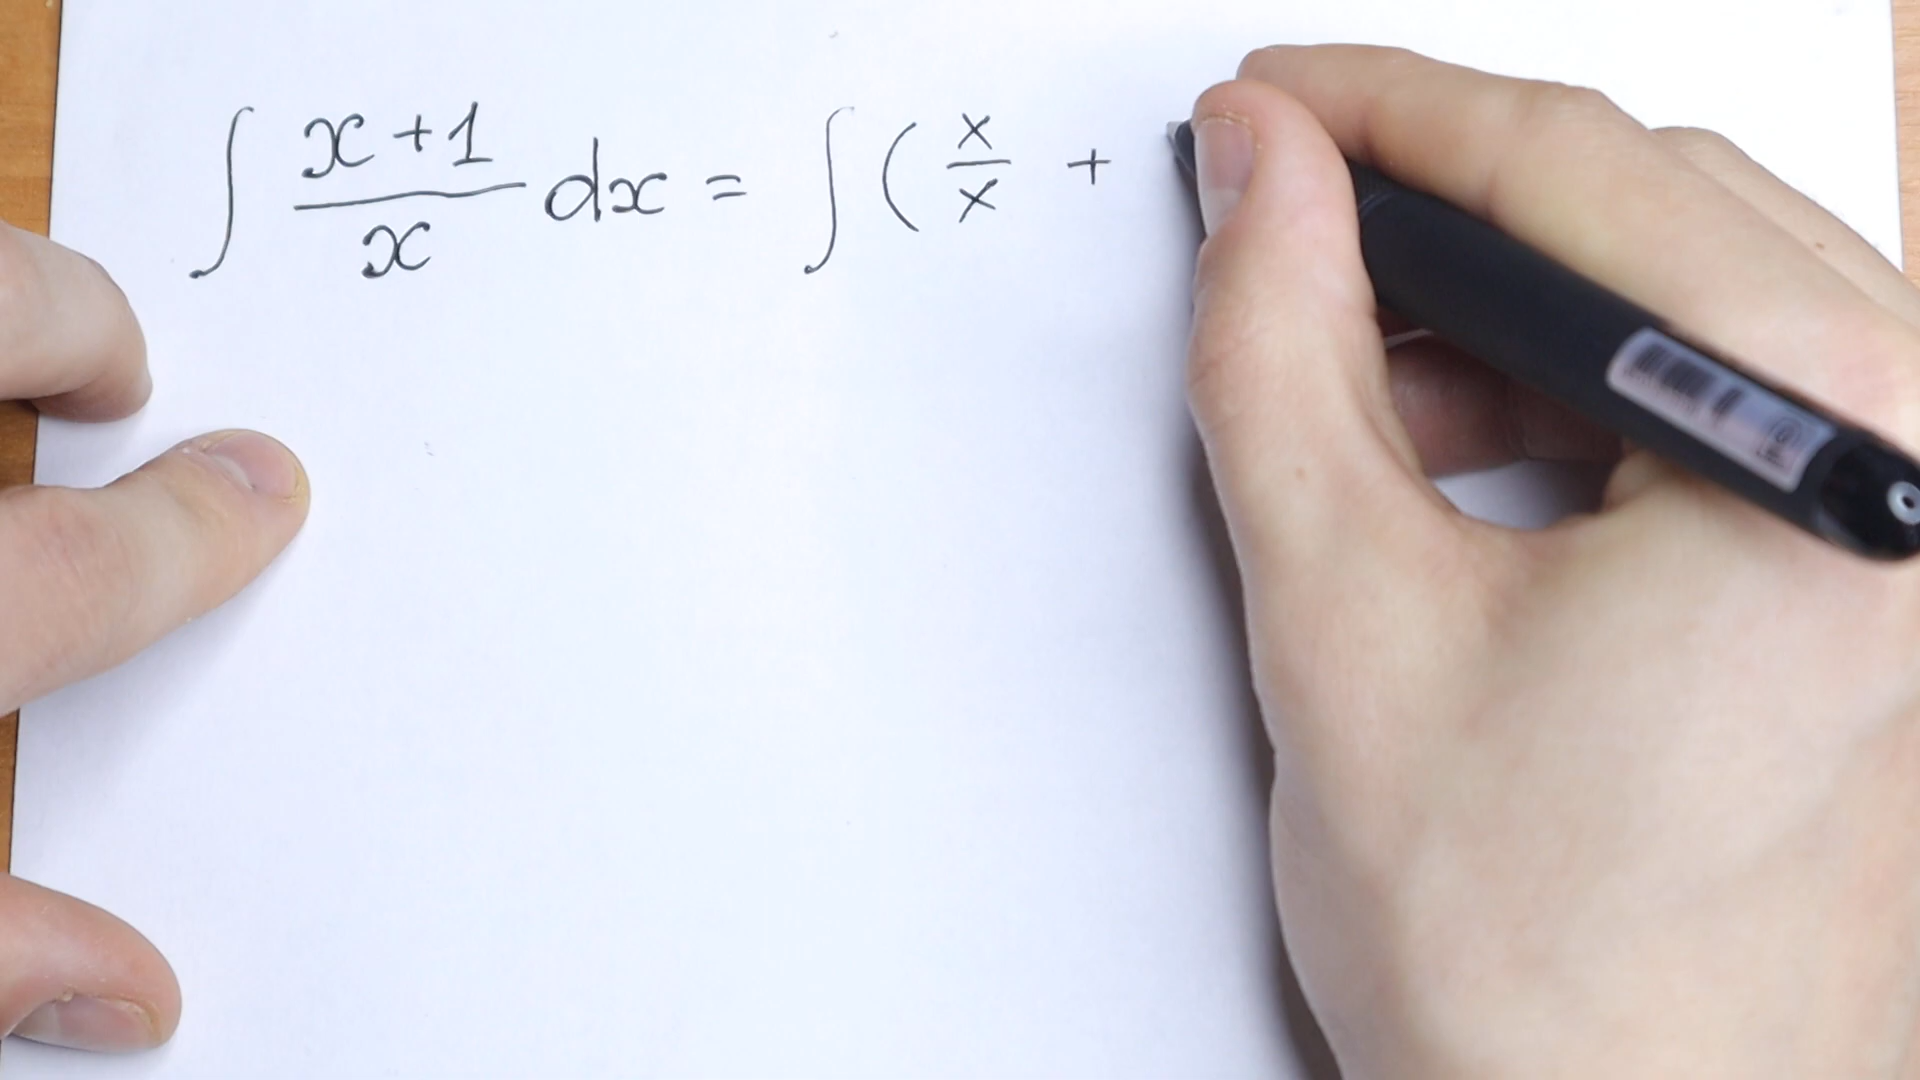 ∫ x+1/x dx = ∫ ( x/x +